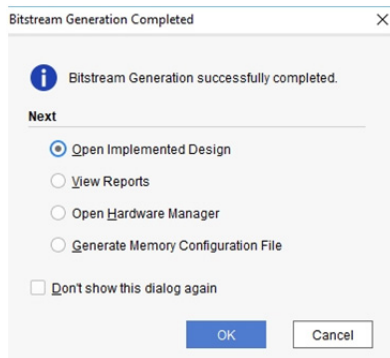 Bitstream Generation Completed
Bitstream Generation successfully completed.
Next
Open Implemented Design
View Reports
Open Hardware Manager
Generate Memory Configuration File
Don't show this dialog again
OK
Cancel